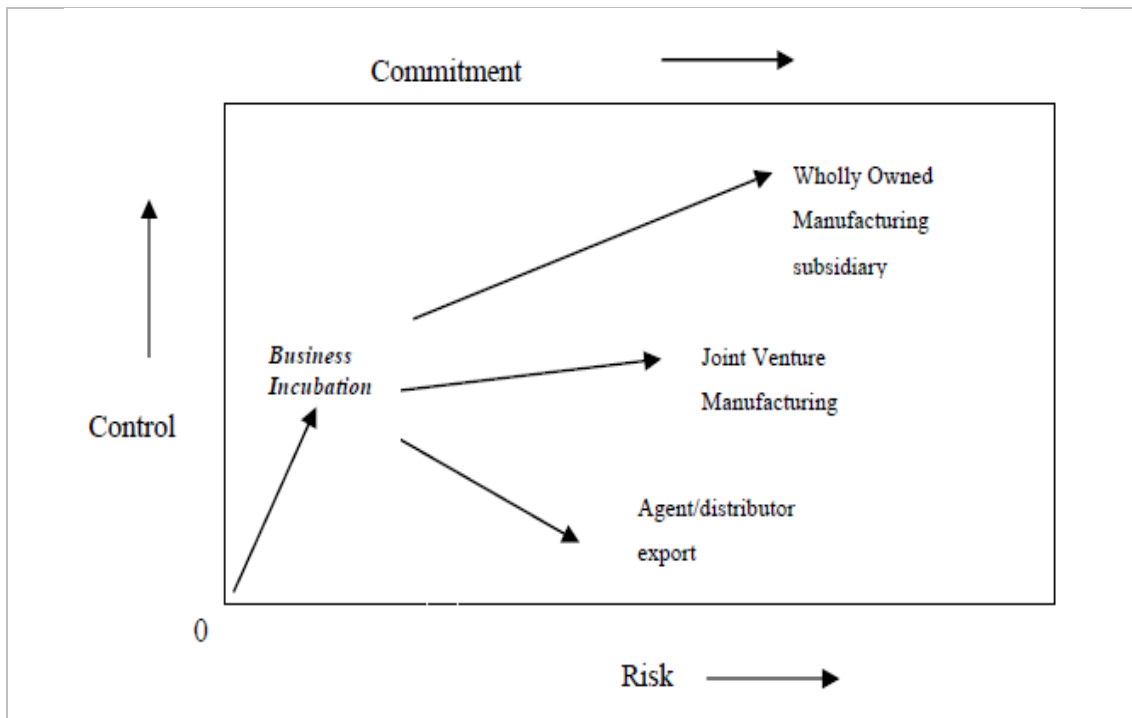 Commitment
Wholly Owned
Manufacturing
subsidiary
Business
Incubation
Joint Venture
Manufacturing
Control
Agent/distributor
export
0
Risk